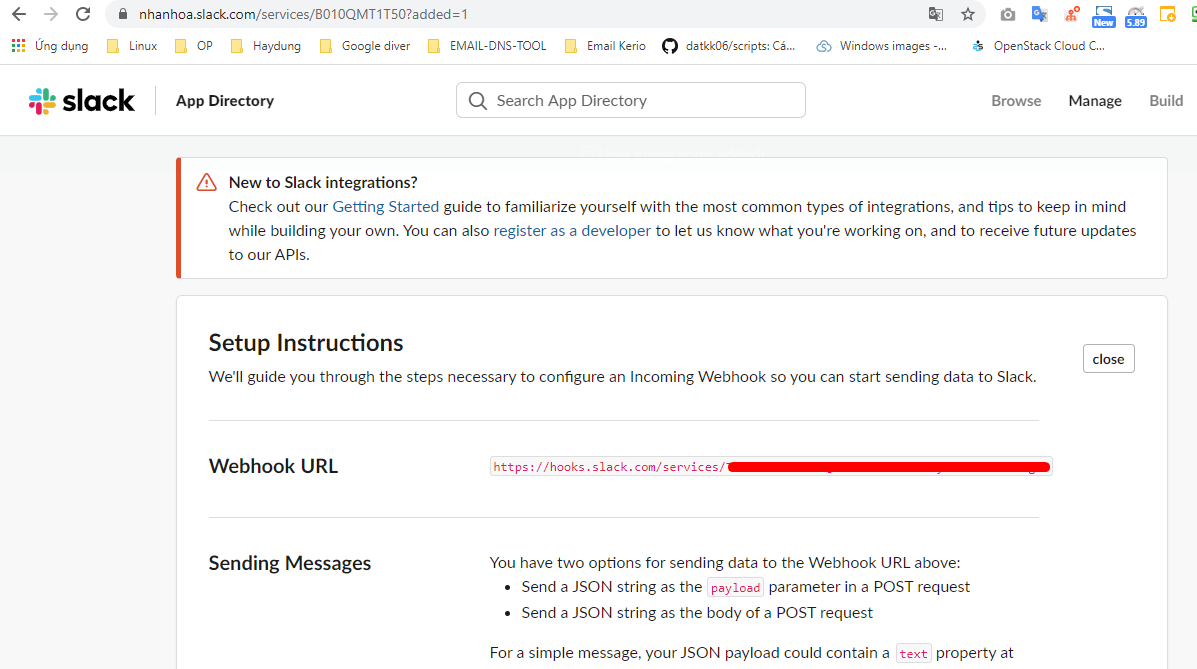 nhanhoa.slack.com/services/B010QMT1T50?added=1
New
5.89
Ứng dụng Linux OP Haydung Google diver EMAIL-DNS-TOOL Email Kerio datkk06/scripts: Cá... Windows images -... OpenStack Cloud C...
slack App Directory Search App Directory Browse Manage Build
New to Slack integrations?
Check out our Getting Started guide to familiarize yourself with the most common types of integrations, and tips to keep in mind
while building your own. You can also register as a developer to let us know what you're working on, and to receive future updates
to our APIs.
Setup Instructions
close
We'll guide you through the steps necessary to configure an Incoming Webhook so you can start sending data to Slack.
Webhook URL https://hooks.slack.com/services/
Sending Messages You have two options for sending data to the Webhook URL above:
• Send a JSON string as the payload parameter in a POST request
• Send a JSON string as the body of a POST request
For a simple message, your JSON payload could contain a text property at